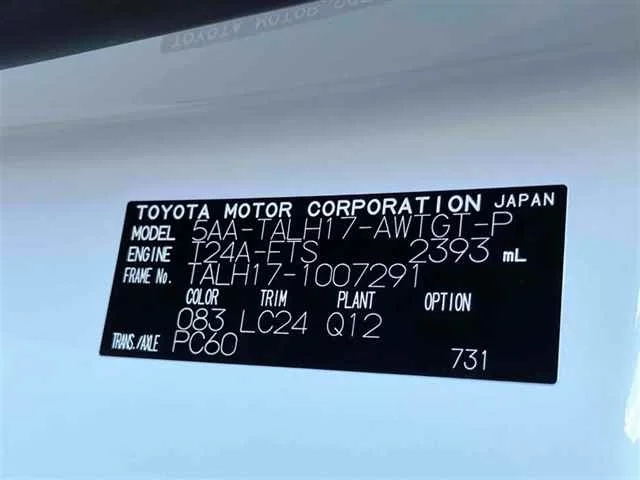 TOYOTA MOTOR CORPORATION JAPAN
MODEL 5AA-TALH17-AWTGT-P
ENGINE T24A-FTS 2393 mL
FRAME No. TALH17-1007291
COLOR TRIM PLANT OPTION
083 LC24 Q12
TRANS./AXLE PC60
731